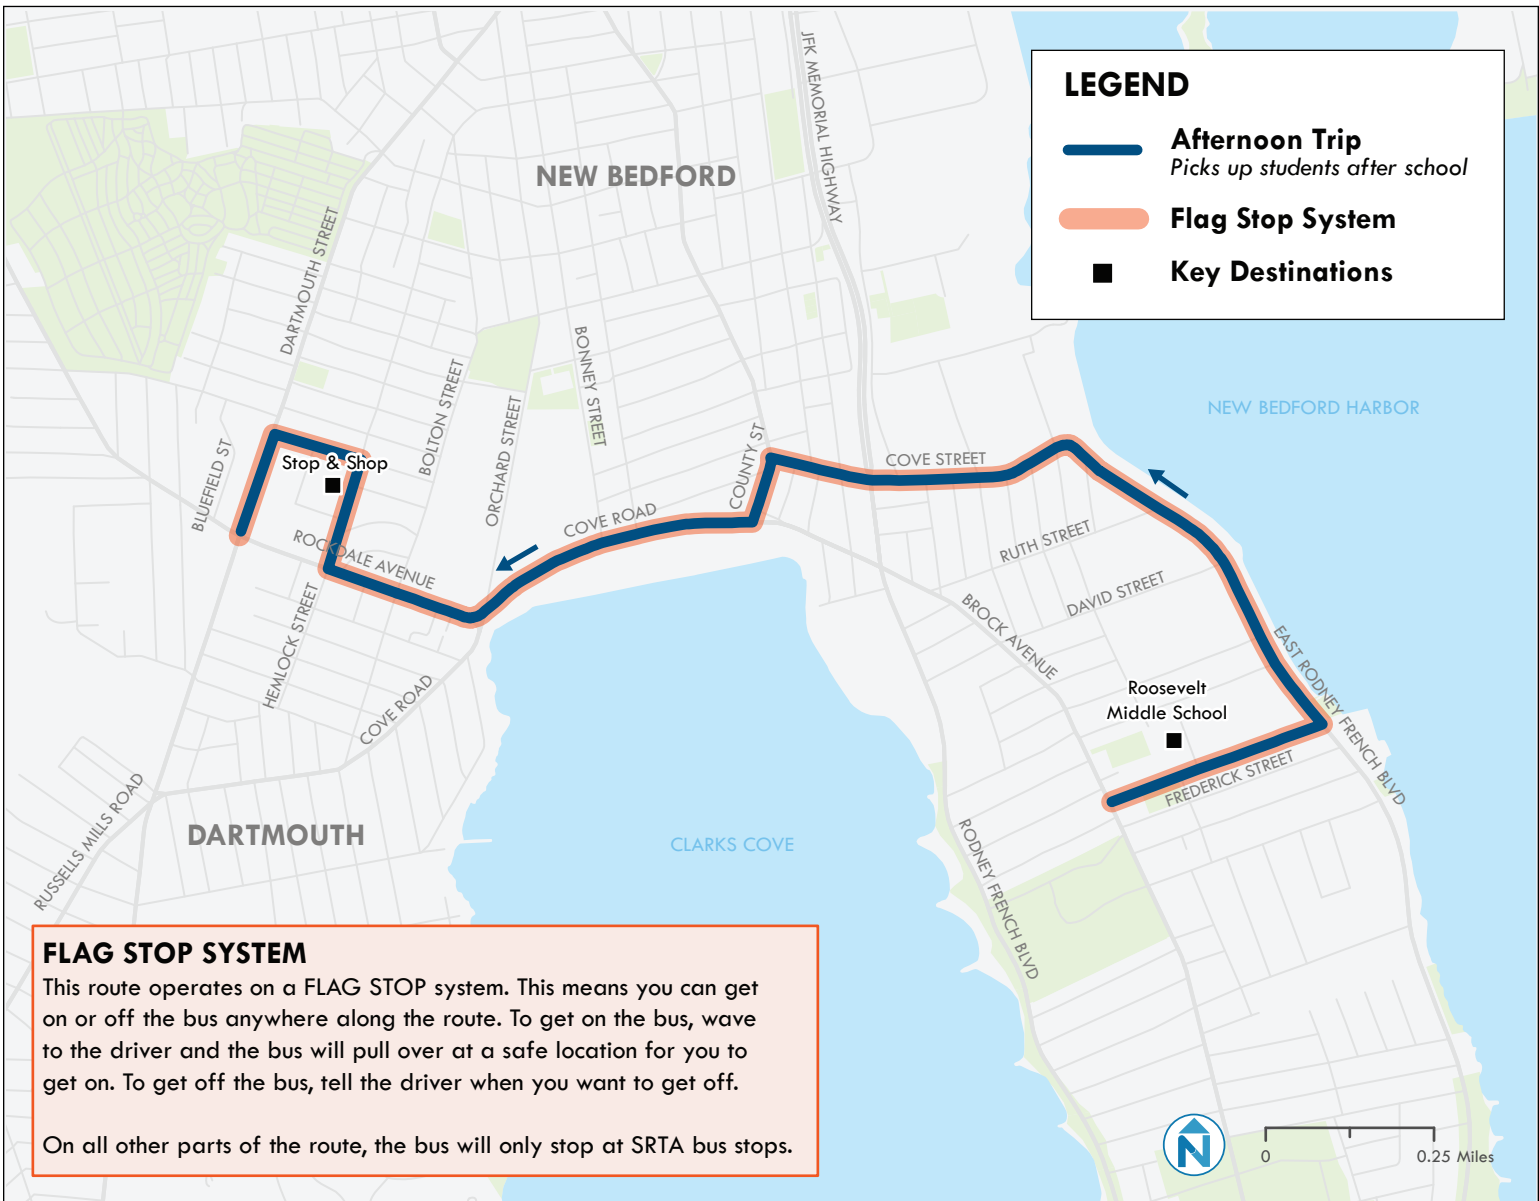 JFK MEMORIAL HIGHWAY
LEGEND
Afternoon Trip
Picks up students after school
Flag Stop System
Key Destinations
NEW BEDFORD
DARTMOUTH STREET
BONNEY STREET
BOLTON STREET
ORCHARD STREET
NEW BEDFORD HARBOR
BLUEFIELD ST
Stop & Shop
COUNTY ST
COVE STREET
COVE ROAD
ROCKDALE AVENUE
RUTH STREET
DAVID STREET
BROCK AVENUE
HEMLOCK STREET
COVE ROAD
EAST RODNEY FRENCH BLVD
Roosevelt
Middle School
FREDERICK STREET
RUSSELLS MILLS ROAD
DARTMOUTH
CLARKS COVE
RODNEY FRENCH BLVD
FLAG STOP SYSTEM
This route operates on a FLAG STOP system. This means you can get
on or off the bus anywhere along the route. To get on the bus, wave
to the driver and the bus will pull over at a safe location for you to
get on. To get off the bus, tell the driver when you want to get off.
On all other parts of the route, the bus will only stop at SRTA bus stops.
N
0
0.25 Miles